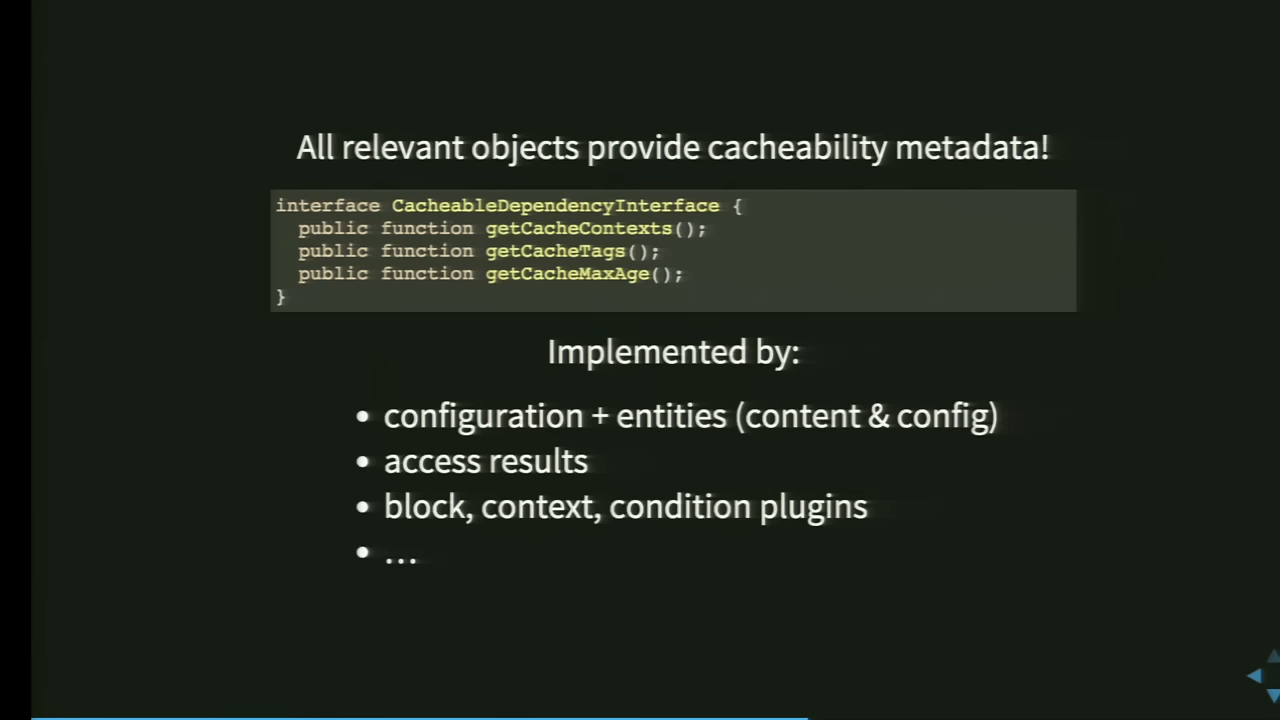 All relevant objects provide cacheability metadata!
interface CacheableDependencyInterface {
  public function getCacheContexts();
  public function getCacheTags();
  public function getCacheMaxAge();
}
Implemented by:
• configuration + entities (content & config)
• access results
• block, context, condition plugins
• …